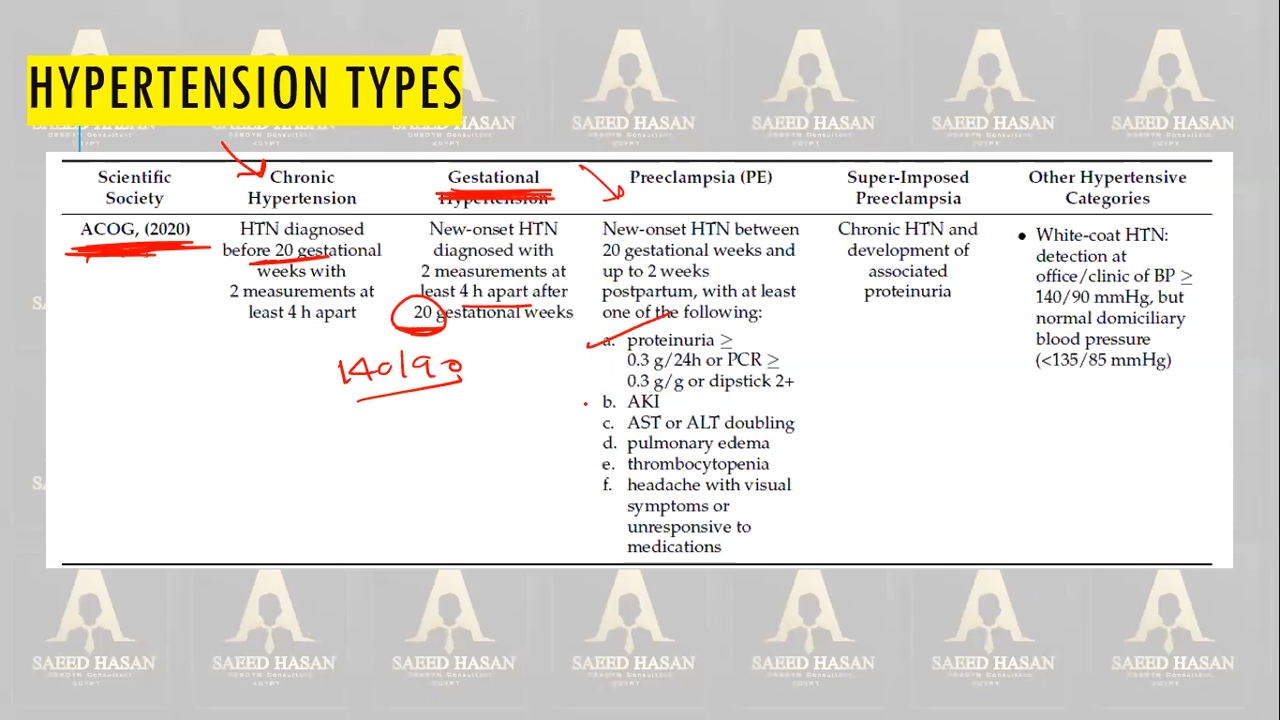 HYPERTENSION TYPES
SAEED HASAN
Scientific
Society
Chronic
Hypertension
Gestational
Hypertension
Preeclampsia (PE)
Super-Imposed
Preeclampsia
Other Hypertensive
Categories
ACOG, (2020)
HTN diagnosed
before 20 gestational
weeks with
2 measurements at
least 4 h apart
New-onset HTN
diagnosed with
2 measurements at
least 4 h apart after
20 gestational weeks
140/90
New-onset HTN between
20 gestational weeks and
up to 2 weeks
postpartum, with at least
one of the following:
a. proteinuria ≥
0.3 g/24h or PCR ≥
0.3 g/g or dipstick 2+
b. AKI
c. AST or ALT doubling
d. pulmonary edema
e. thrombocytopenia
f. headache with visual
symptoms or
unresponsive to
medications
Chronic HTN and
development of
associated
proteinuria
● White-coat HTN:
detection at
office/clinic of BP ≥
140/90 mmHg, but
normal domiciliary
blood pressure
(<135/85 mmHg)
SAEED HASAN
OBGYN Consultant
EGYPT